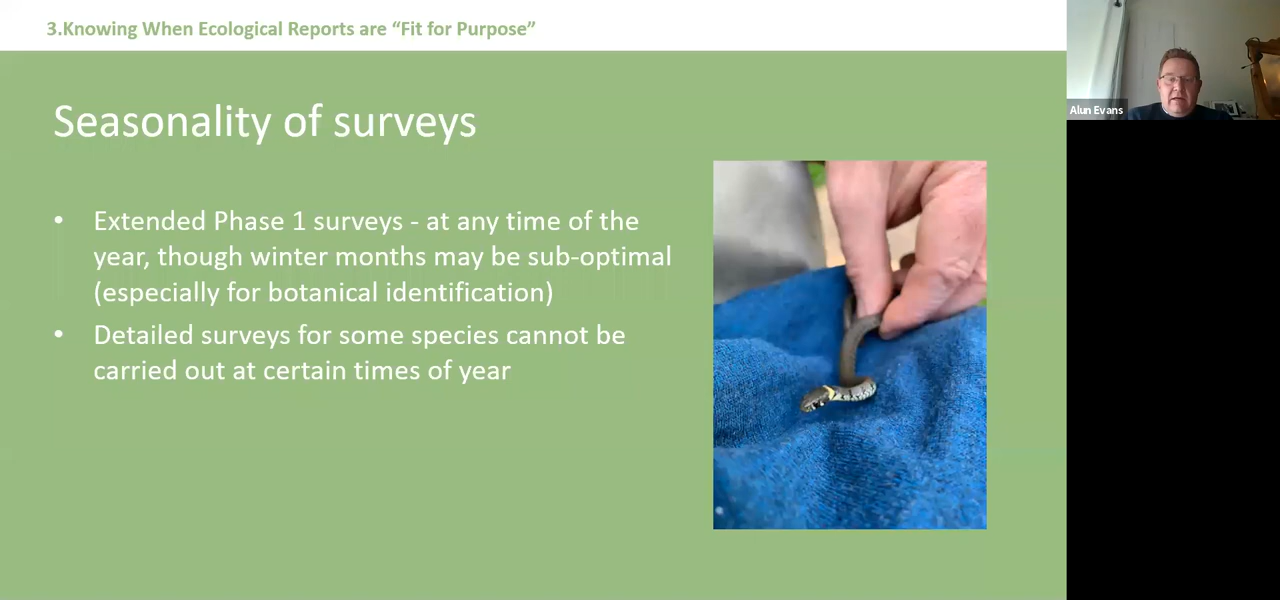 3.Knowing When Ecological Reports are “Fit for Purpose”
Alun Evans
Seasonality of surveys
• Extended Phase 1 surveys - at any time of the
year, though winter months may be sub-optimal
(especially for botanical identification)
• Detailed surveys for some species cannot be
carried out at certain times of year